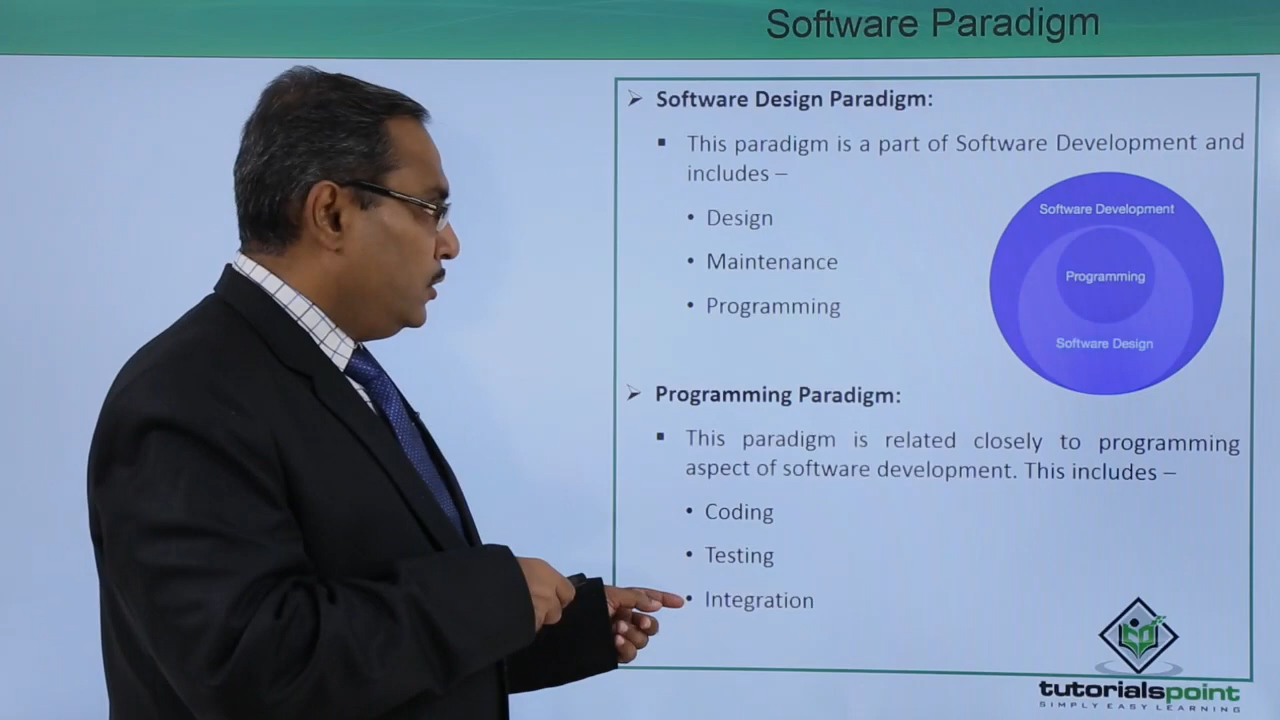 Software Paradigm
➢ Software Design Paradigm:
▪ This paradigm is a part of Software Development and
includes –
• Design
• Maintenance
• Programming
Software Development
Programming
Software Design
➢ Programming Paradigm:
▪ This paradigm is related closely to programming
aspect of software development. This includes –
• Coding
• Testing
• Integration
tutorialspoint
SIMPLY EASY LEARNING